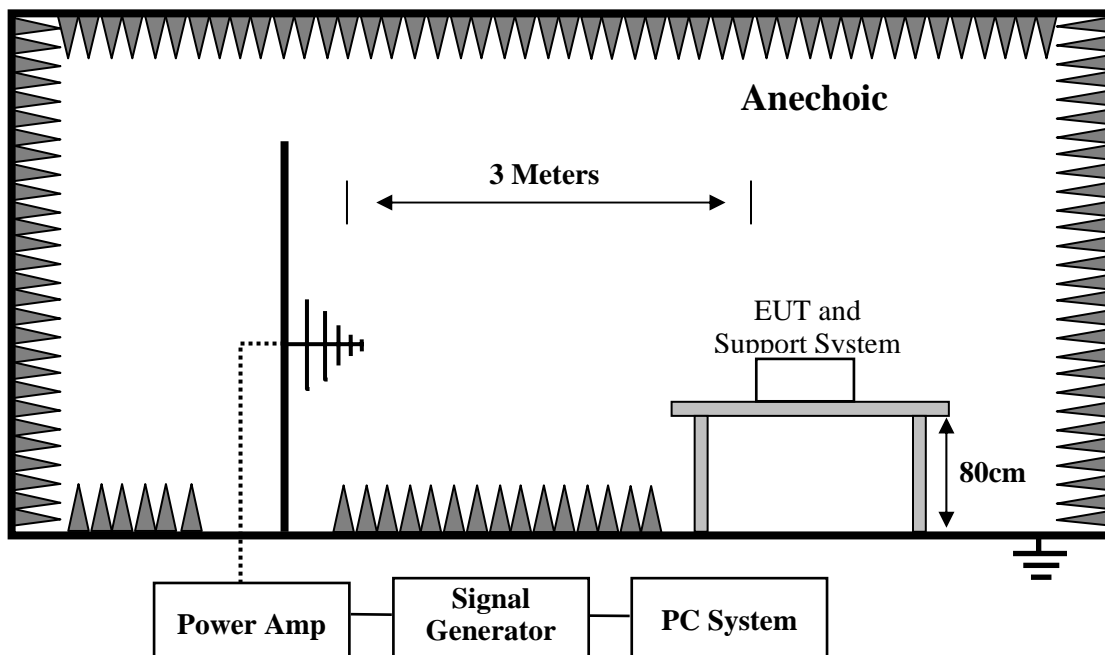 Anechoic
3 Meters
EUT and
Support System
80cm
Power Amp
Signal
Generator
PC System